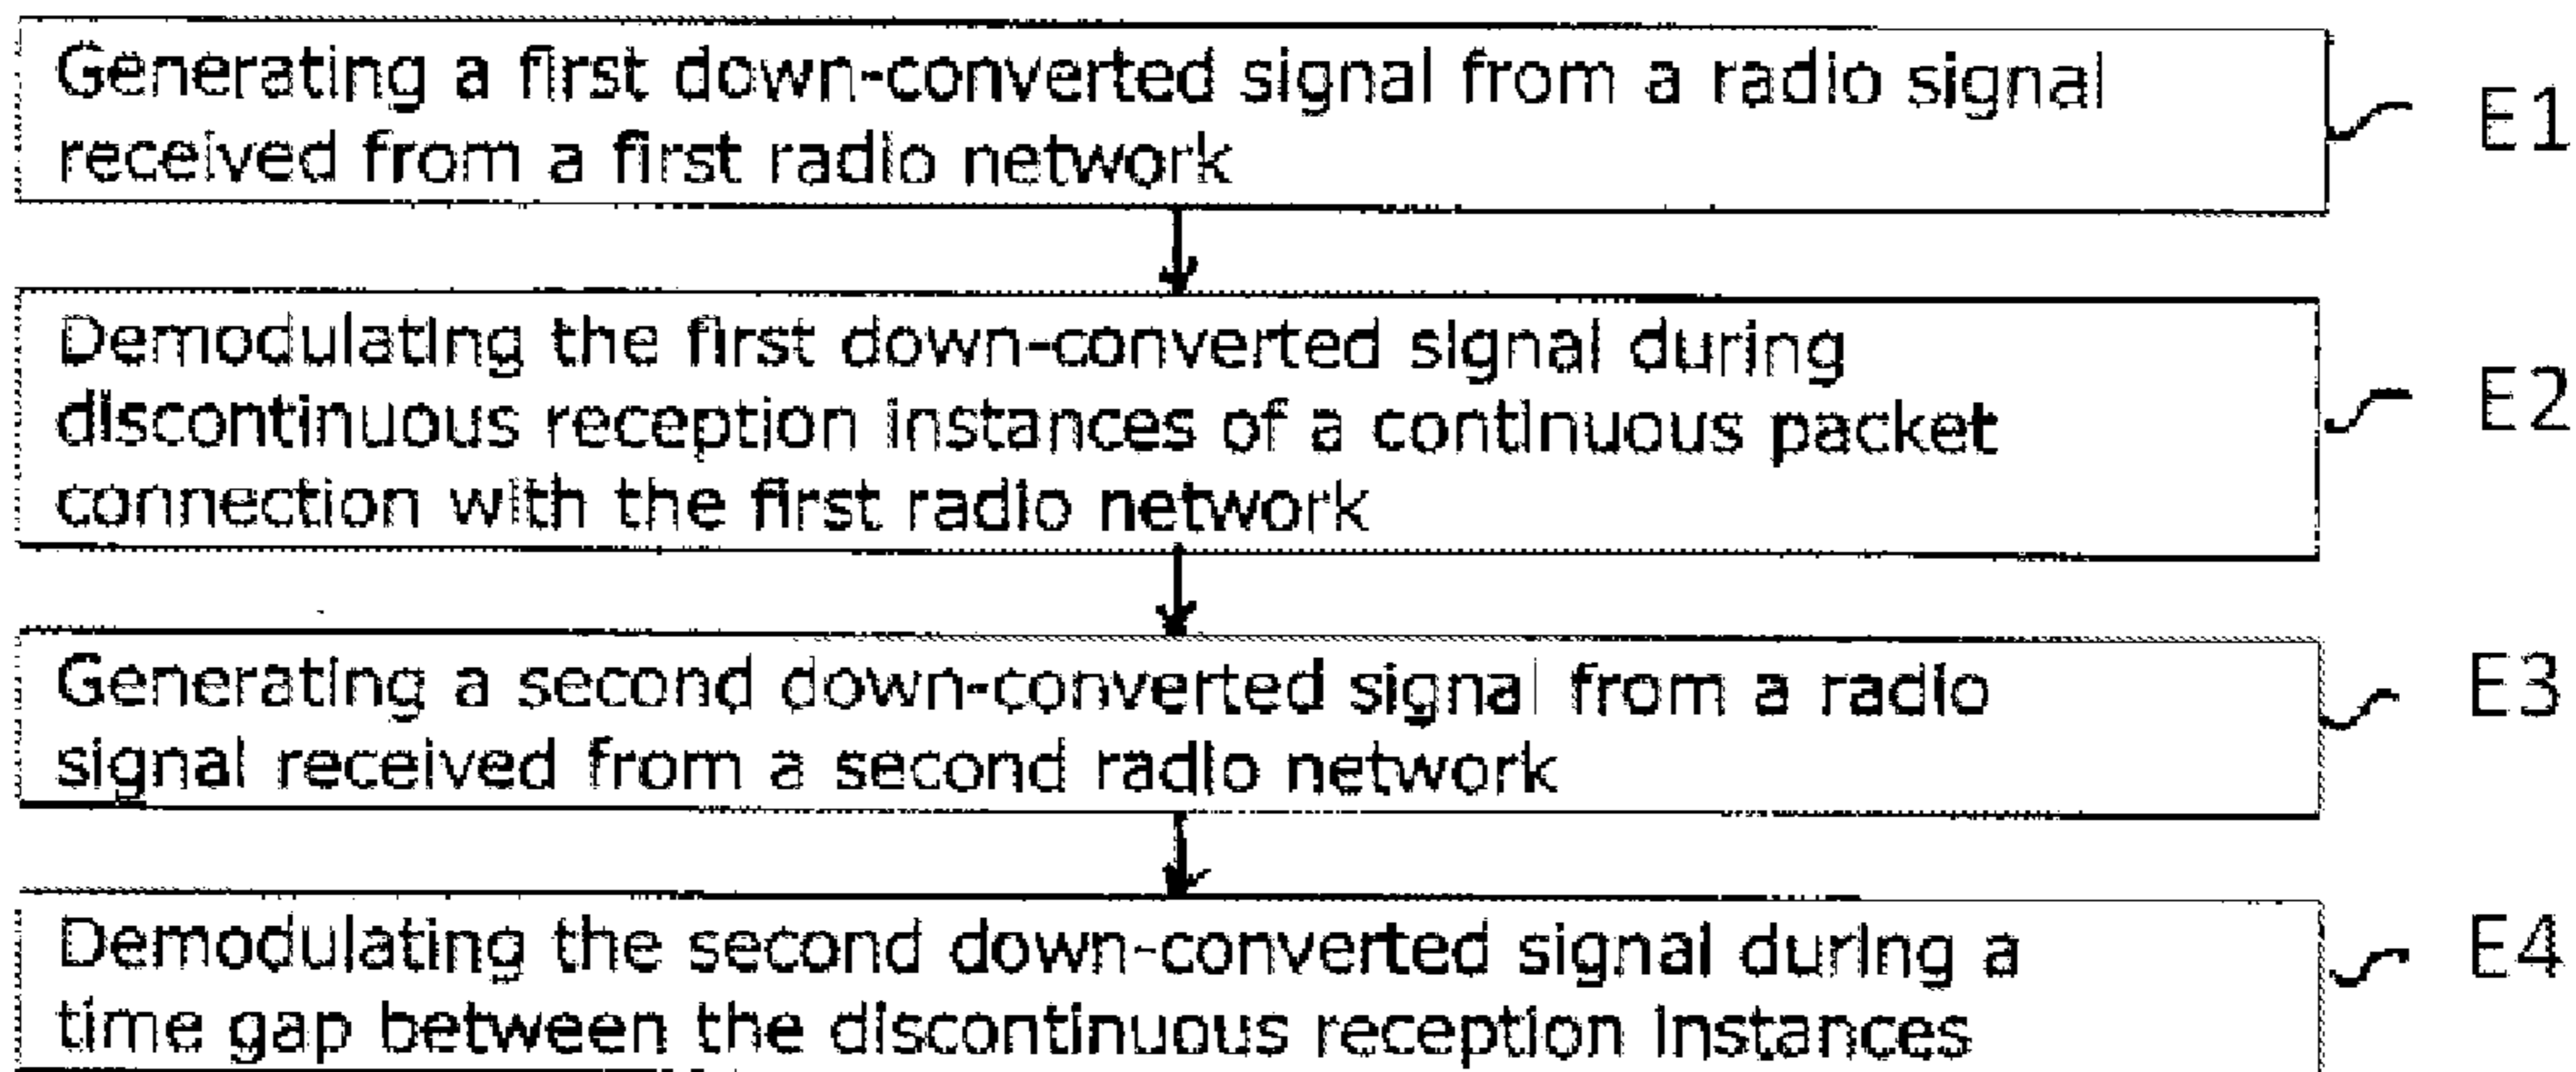 Generating a first down-converted signal from a radio signal
received from a first radio network
E1
Demodulating the first down-converted signal during
discontinuous reception instances of a continuous packet
connection with the first radio network
E2
Generating a second down-converted signal from a radio
signal received from a second radio network
E3
Demodulating the second down-converted signal during a
time gap between the discontinuous reception instances
E4